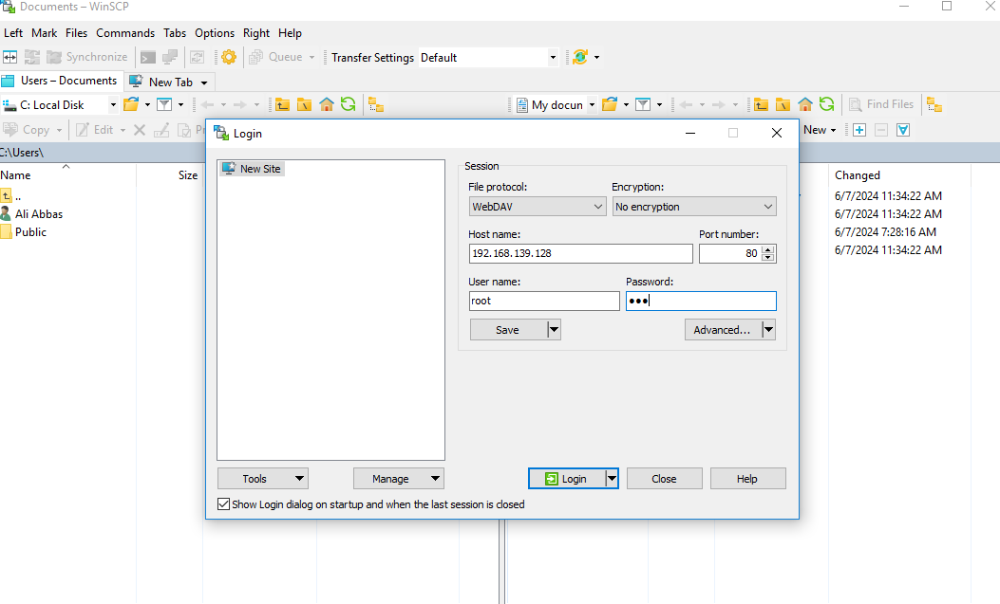 Documents – WinSCP
Left Mark Files Commands Tabs Options Right Help
Synchronize Queue Transfer Settings Default
Users – Documents New Tab
C: Local Disk My docun Find Files
Copy Edit New
C:\Users\
Name Size Changed
..
Ali Abbas
Public
6/7/2024 11:34:22 AM
6/7/2024 11:34:22 AM
6/7/2024 7:28:16 AM
6/7/2024 11:34:22 AM
Login
New Site
Session
File protocol: Encryption:
WebDAV No encryption
Host name: Port number:
192.168.139.128 80
User name: Password:
root ●●●
Save Advanced...
Tools Manage Login Close Help
Show Login dialog on startup and when the last session is closed